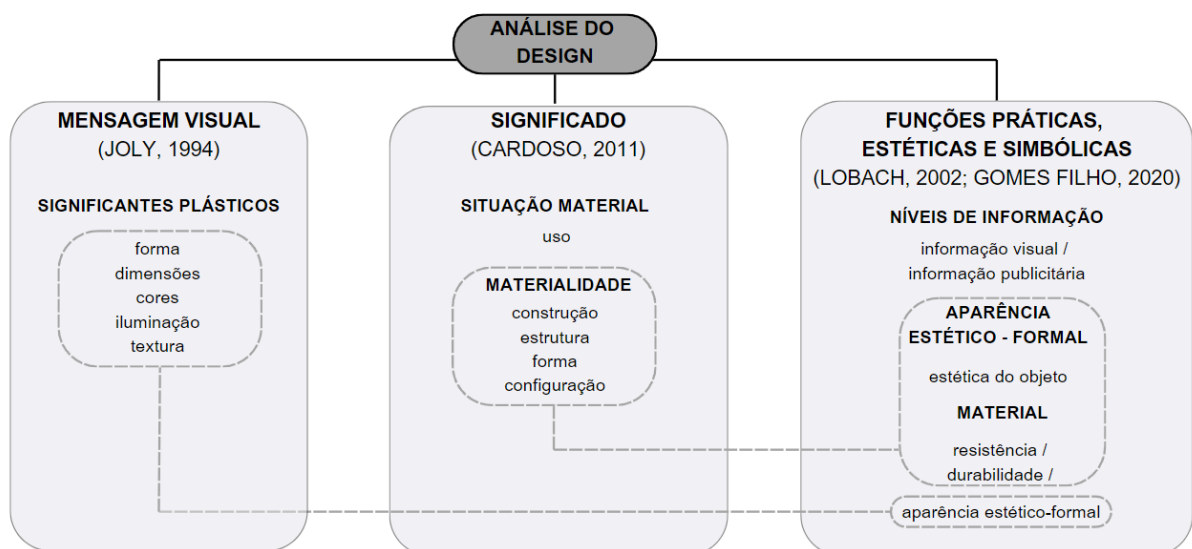 ANÁLISE DO
DESIGN
MENSAGEM VISUAL
(JOLY, 1994)
SIGNIFICANTES PLÁSTICOS
forma
dimensões
cores
iluminação
textura
SIGNIFICADO
(CARDOSO, 2011)
SITUAÇÃO MATERIAL
uso
MATERIALIDADE
construção
estrutura
forma
configuração
FUNÇÕES PRÁTICAS,
ESTÉTICAS E SIMBÓLICAS
(LOBACH, 2002; GOMES FILHO, 2020)
NÍVEIS DE INFORMAÇÃO
informação visual /
informação publicitária
APARÊNCIA
ESTÉTICO - FORMAL
estética do objeto
MATERIAL
resistência /
durabilidade /
aparência estético-formal